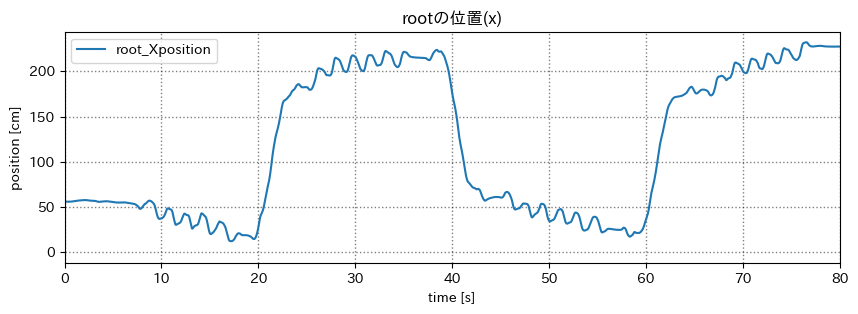 rootの位置(x)
root_Xposition
position [cm]
200
150
100
50
0
0 10 20 30 40 50 60 70 80
time [s]